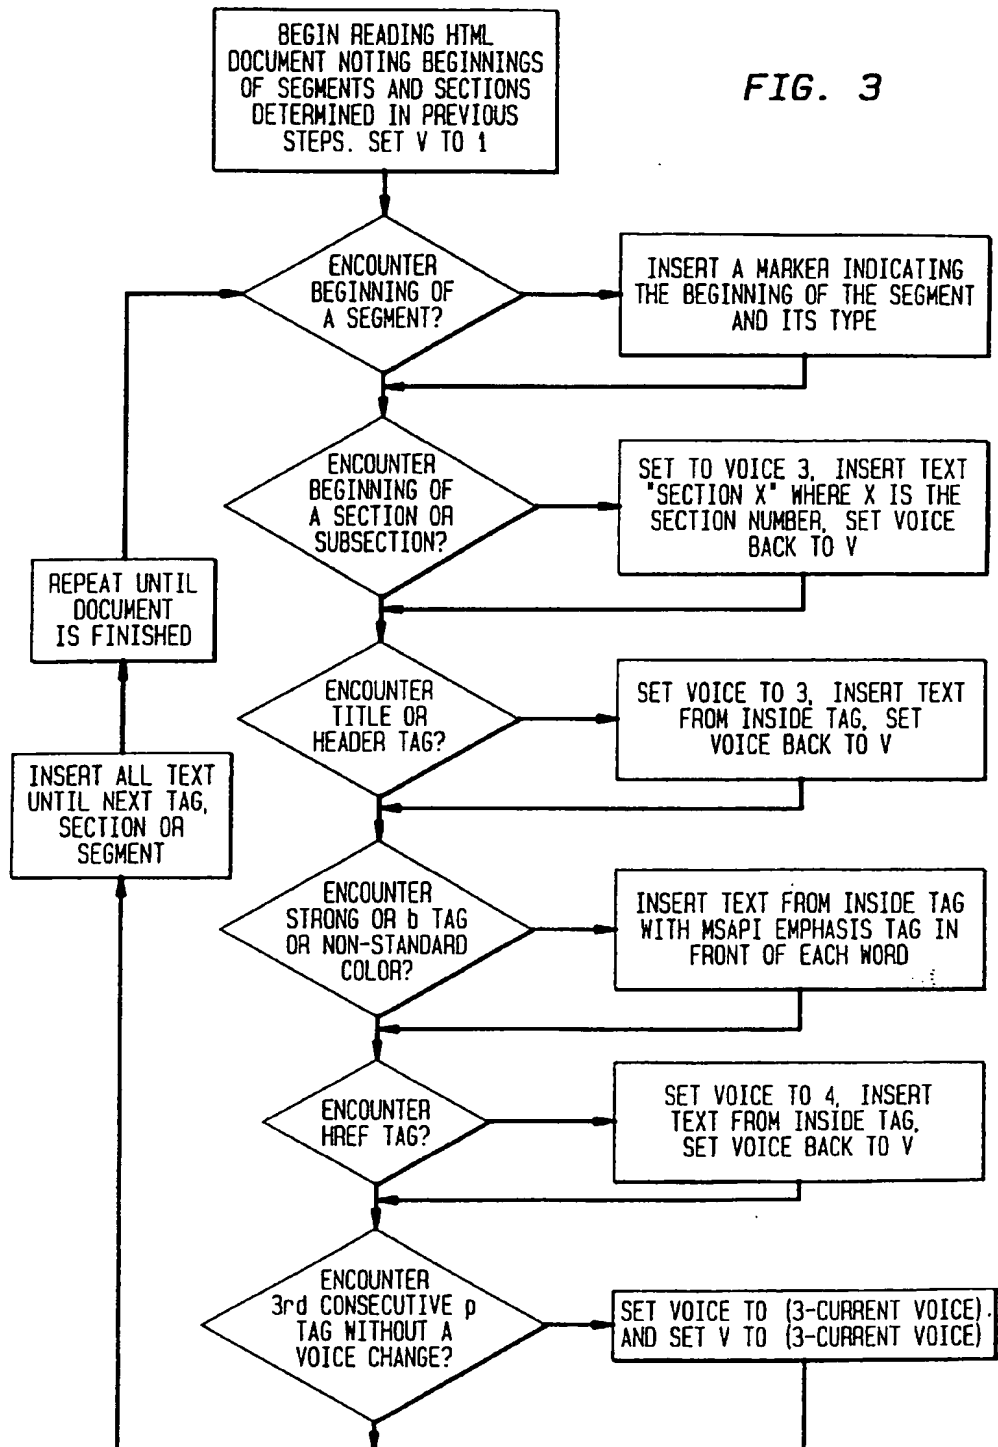 BEGIN READING HTML
DOCUMENT NOTING BEGINNINGS
OF SEGMENTS AND SECTIONS
DETERMINED IN PREVIOUS
STEPS. SET V TO 1
FIG. 3
ENCOUNTER
BEGINNING OF
A SEGMENT?
INSERT A MARKER INDICATING
THE BEGINNING OF THE SEGMENT
AND ITS TYPE
ENCOUNTER
BEGINNING OF
A SECTION OR
SUBSECTION?
SET TO VOICE 3, INSERT TEXT
"SECTION X" WHERE X IS THE
SECTION NUMBER, SET VOICE
BACK TO V
REPEAT UNTIL
DOCUMENT
IS FINISHED
ENCOUNTER
TITLE OR
HEADER TAG?
SET VOICE TO 3, INSERT TEXT
FROM INSIDE TAG, SET
VOICE BACK TO V
INSERT ALL TEXT
UNTIL NEXT TAG,
SECTION OR
SEGMENT
ENCOUNTER
STRONG OR b TAG
OR NON-STANDARD
COLOR?
INSERT TEXT FROM INSIDE TAG
WITH MSAPI EMPHASIS TAG IN
FRONT OF EACH WORD
ENCOUNTER
HREF TAG?
SET VOICE TO 4, INSERT
TEXT FROM INSIDE TAG,
SET VOICE BACK TO V
ENCOUNTER
3rd CONSECUTIVE p
TAG WITHOUT A
VOICE CHANGE?
SET VOICE TO (3-CURRENT VOICE).
AND SET V TO (3-CURRENT VOICE)